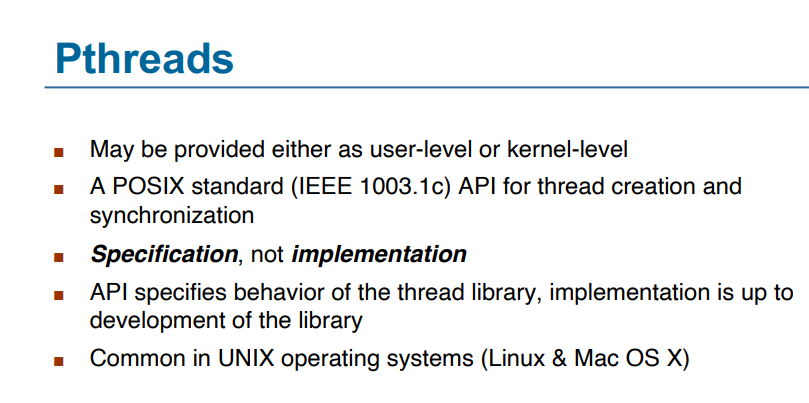 Pthreads
May be provided either as user-level or kernel-level
A POSIX standard (IEEE 1003.1c) API for thread creation and
synchronization
Specification, not implementation
API specifies behavior of the thread library, implementation is up to
development of the library
Common in UNIX operating systems (Linux & Mac OS X)